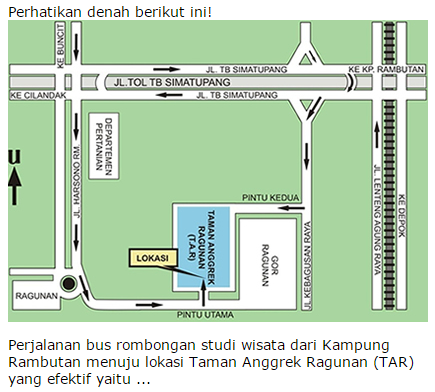 Perhatikan denah berikut ini!
KE BUNCIT
JL. TB SIMATUPANG
KE KP. RAMBUTAN
JL.TOL TB SIMATUPANG
KE CILANDAK
JL. TB SIMATUPANG
DEPARTEMEN
PERTANIAN
u
JL. HARSONO RM
JL. LENTENG AGUNG RAYA
KE DEPOK
PINTU KEDUA
TAMAN ANGGREK
RAGUNAN
(T.A.R)
LOKASI
GOR
RAGUNAN
JL.KEBAGUSAN RAYA
RAGUNAN
PINTU UTAMA
Perjalanan bus rombongan studi wisata dari Kampung
Rambutan menuju lokasi Taman Anggrek Ragunan (TAR)
yang efektif yaitu ...